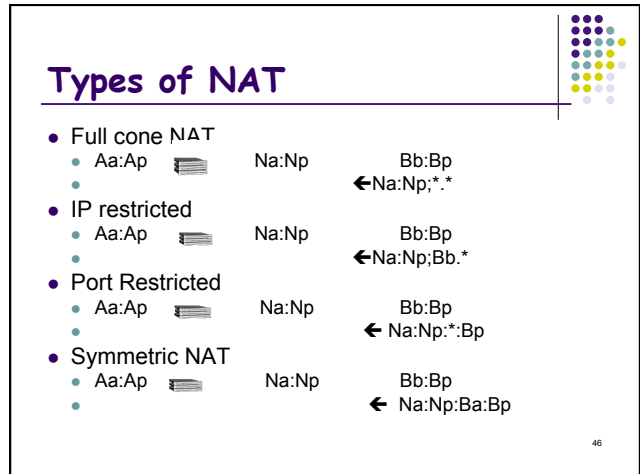 Types of NAT
Full cone NAT
Aa:Ap Na:Np Bb:Bp
←Na:Np;*.*
IP restricted
Aa:Ap Na:Np Bb:Bp
←Na:Np;Bb.*
Port Restricted
Aa:Ap Na:Np Bb:Bp
← Na:Np:*:Bp
Symmetric NAT
Aa:Ap Na:Np Bb:Bp
← Na:Np:Ba:Bp
46